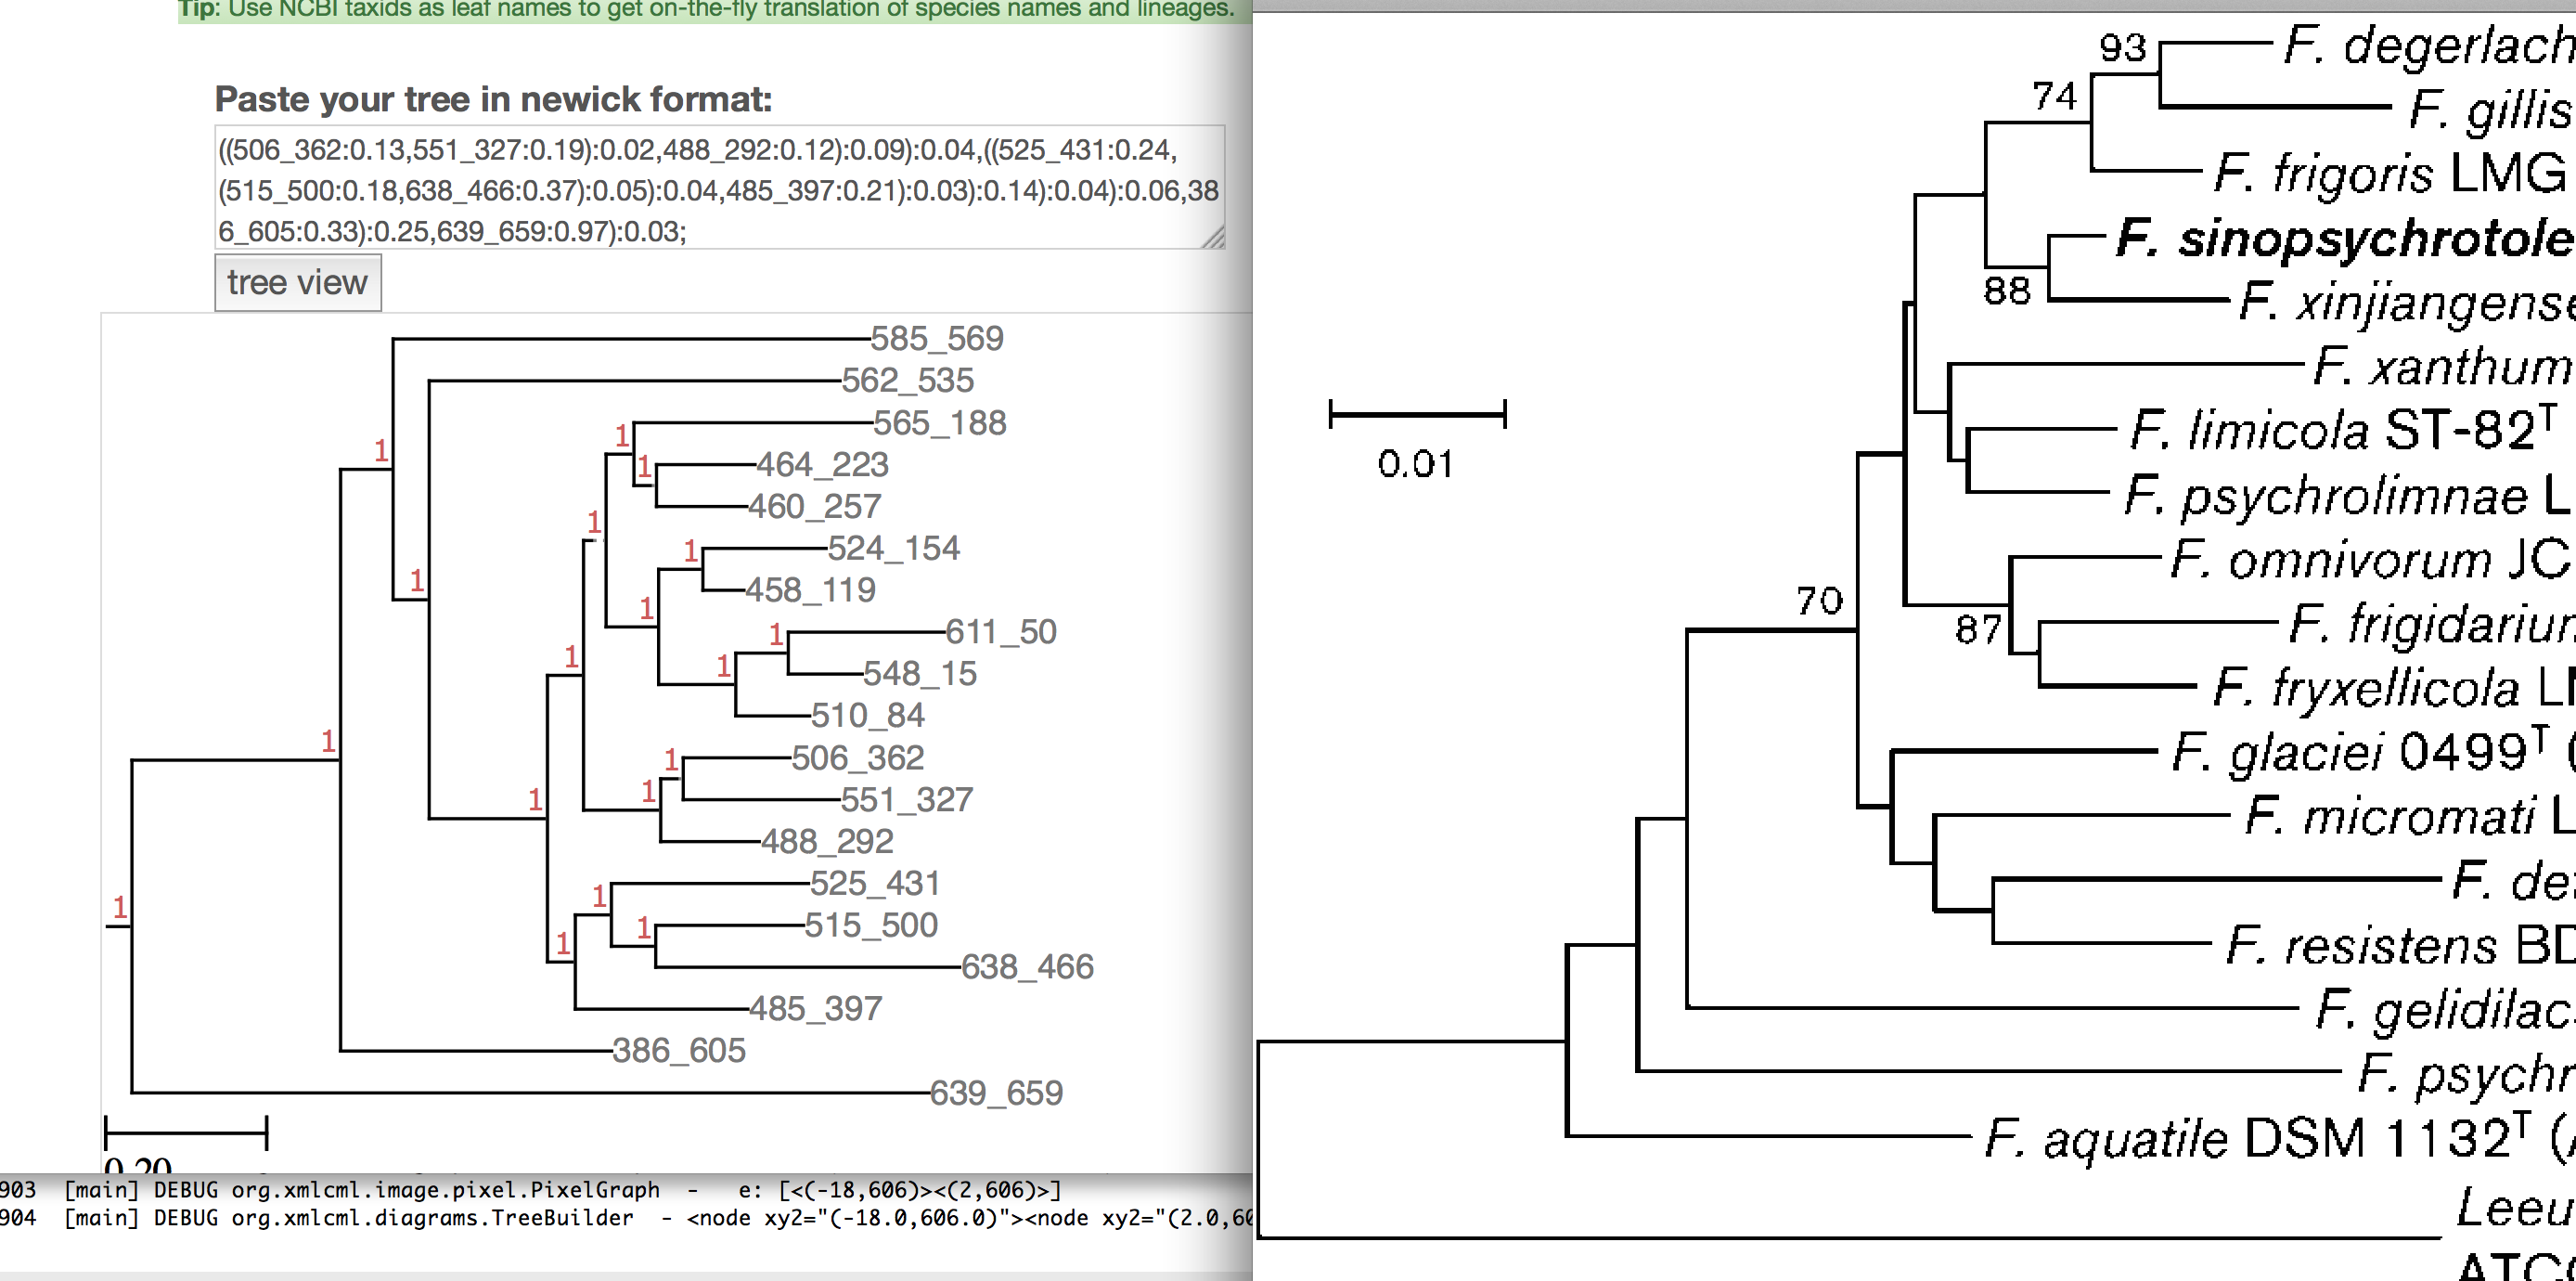 Tip: Use NCBI taxids as leaf names to get on-the-fly translation of species names and lineages.
Paste your tree in newick format:
((506_362:0.13,551_327:0.19):0.02,488_292:0.12):0.09):0.04,((525_431:0.24,
(515_500:0.18,638_466:0.37):0.05):0.04,485_397:0.21):0.03):0.14):0.04):0.06,38
6_605:0.33):0.25,639_659:0.97):0.03;
tree view
585_569
1
562_535
1
565_188
1
464_223
1
460_257
1
524_154
1
458_119
1
611_50
1
548_15
1
510_84
1
506_362
1
551_327
1
488_292
1
525_431
1
515_500
1
638_466
1
485_397
1
386_605
1
639_659
1
0.20
903 [main] DEBUG org.xmlcml.image.pixel.PixelGraph - e: [<(-18,606)><(2,606)>]
904 [main] DEBUG org.xmlcml.diagrams.TreeBuilder - <node xy2="(-18.0,606.0)"><node xy2="(2.0,60
93
F. degerlach
74
F. gillis
F. frigoris LMG
F. sinopsychrotole
88
F. xinjiangense
F. xanthum
0.01
F. limicola ST-82T
F. psychrolimnae L
F. omnivorum JC
70
87
F. frigidariu
F. fryxellicola L
F. glaciei 0499T (
F. micromati L
F. de
F. resistens B
F. gelidilac
F. psychr
F. aquatile DSM 1132T (
Leeu
ATC